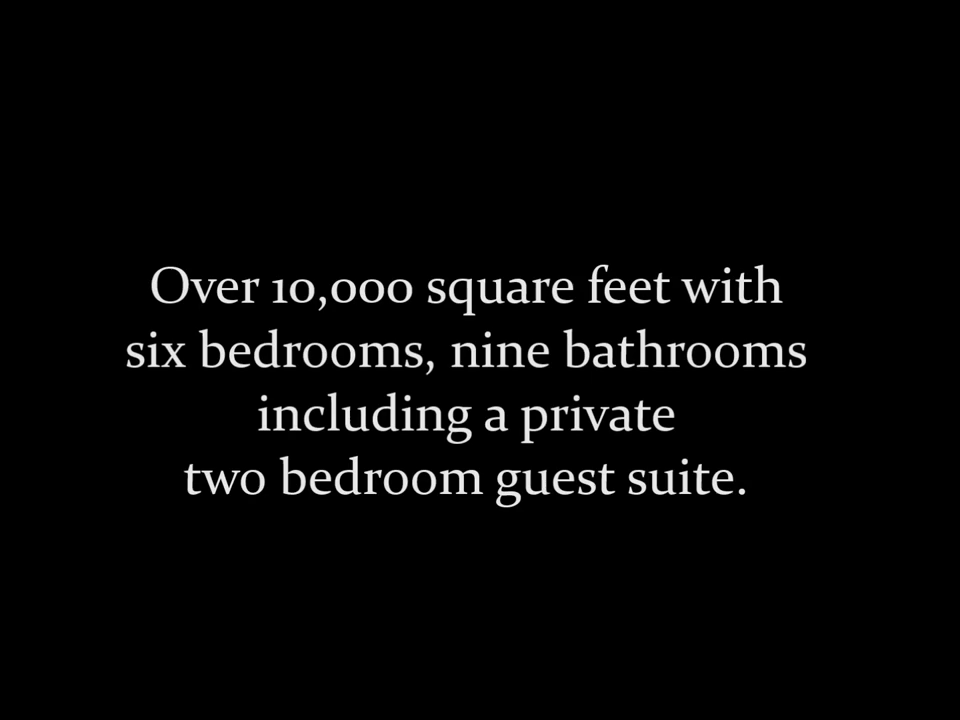 Over 10,000 square feet with
six bedrooms, nine bathrooms
including a private
two bedroom guest suite.